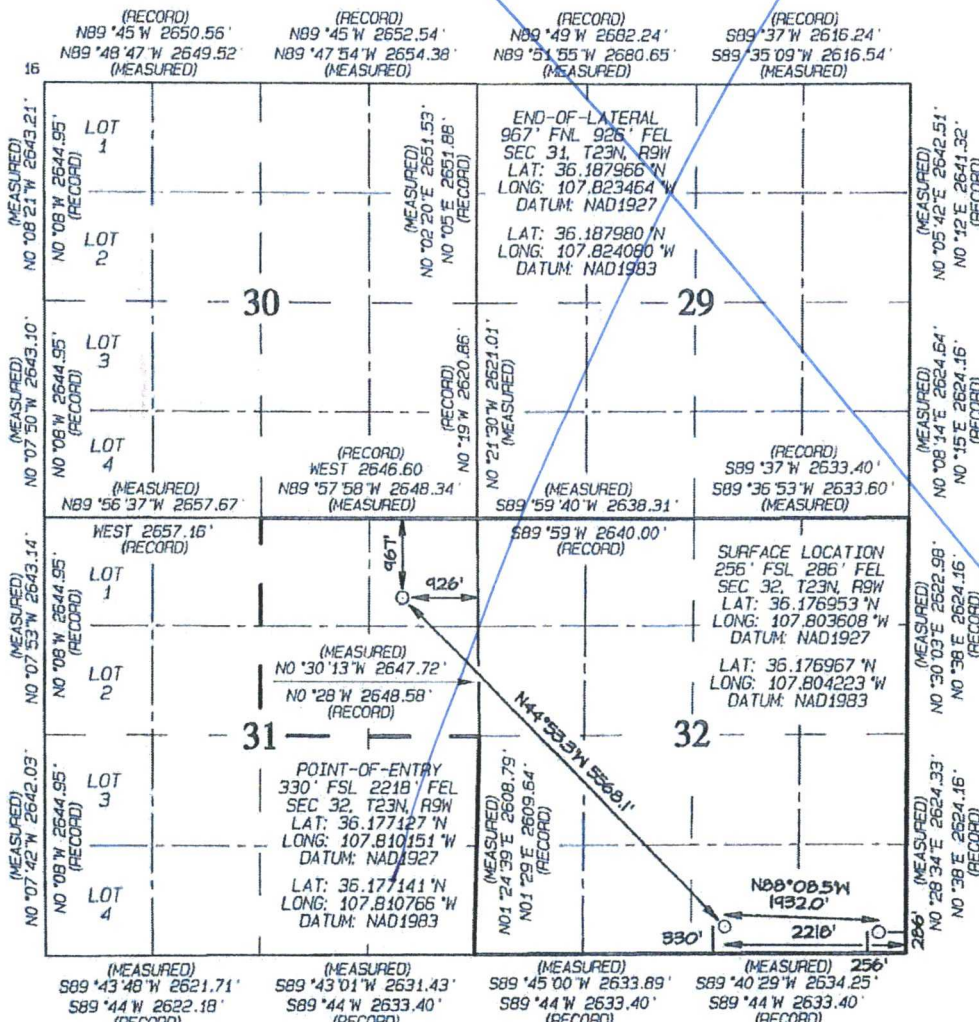 (RECORD)
N89°45'W 2650.56'
N89°48'47"W 2649.52'
(MEASURED)
(RECORD)
N89°45'W 2652.54'
N89°47'54"W 2654.38'
(MEASURED)
(RECORD)
N89°49'W 2682.24'
N89°51'55"W 2680.65'
(MEASURED)
(RECORD)
S89°37'W 2616.24'
S89°35'09"W 2616.54'
(MEASURED)
16
(MEASURED)
N0°08'21"W 2643.21'
N0°08'W 2644.95'
(RECORD)
LOT
1
LOT
2
30
(MEASURED)
N0°02'20"E 2651.53'
N0°05'E 2651.88'
(RECORD)
END-OF-LATERAL
967' FNL 926' FEL
SEC 31, T23N, R9W
LAT: 36.187966°N
LONG: 107.823464°W
DATUM: NAD1927
LAT: 36.187980°N
LONG: 107.824080°W
DATUM: NAD1983
29
(MEASURED)
N0°05'42"E 2642.51'
N0°12'E 2641.32'
(RECORD)
(MEASURED)
N0°07'50"W 2643.10'
N0°08'W 2644.95'
(RECORD)
LOT
3
LOT
4
(RECORD)
N0°19'W 2620.86'
N0°21'30"W 2621.01'
(MEASURED)
(MEASURED)
N0°08'14"E 2624.64'
N0°15'E 2624.16'
(RECORD)
(MEASURED)
N89°56'37"W 2657.67'
WEST 2657.16'
(RECORD)
(RECORD)
WEST 2646.60'
N89°57'58"W 2648.34'
(MEASURED)
(MEASURED)
S89°59'40"W 2638.31'
S89°59'W 2640.00'
(RECORD)
(RECORD)
S89°37'W 2633.40'
S89°36'53"W 2633.60'
(MEASURED)
(MEASURED)
N0°07'53"W 2643.14'
N0°08'W 2644.95'
(RECORD)
LOT
1
LOT
2
967'
926'
(MEASURED)
N0°30'13"W 2647.72'
N0°28'W 2648.58'
(RECORD)
31
SURFACE LOCATION
256' FSL 286' FEL
SEC 32, T23N, R9W
LAT: 36.176953°N
LONG: 107.803608°W
DATUM: NAD1927
LAT: 36.176967°N
LONG: 107.804223°W
DATUM: NAD1983
32
N44°53.3'W 5568.1'
(MEASURED)
N0°30'03"E 2622.98'
N0°38'E 2624.16'
(RECORD)
(MEASURED)
N0°07'42"W 2642.03'
N0°08'W 2644.95'
(RECORD)
LOT
3
LOT
4
POINT-OF-ENTRY
330' FSL 2218' FEL
SEC 32, T23N, R9W
LAT: 36.177127°N
LONG: 107.810151°W
DATUM: NAD1927
LAT: 36.177141°N
LONG: 107.810766°W
DATUM: NAD1983
(MEASURED)
N01°24'39"E 2608.79'
N01°29'E 2609.64'
(RECORD)
N88°08.5'W
1932.0'
330'
2218'
256'
286'
(MEASURED)
N0°28'34"E 2624.33'
N0°38'E 2624.16'
(RECORD)
(MEASURED)
S89°43'48"W 2621.71'
S89°44'W 2622.18'
(RECORD)
(MEASURED)
S89°43'01"W 2631.43'
S89°44'W 2633.40'
(RECORD)
(MEASURED)
S89°45'00"W 2633.89'
S89°44'W 2633.40'
(RECORD)
(MEASURED)
S89°40'29"W 2634.25'
S89°44'W 2633.40'
(RECORD)